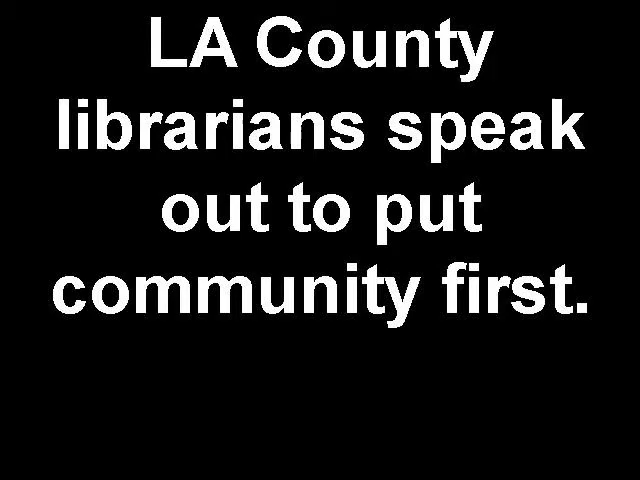 LA County
librarians speak
out to put
community first.